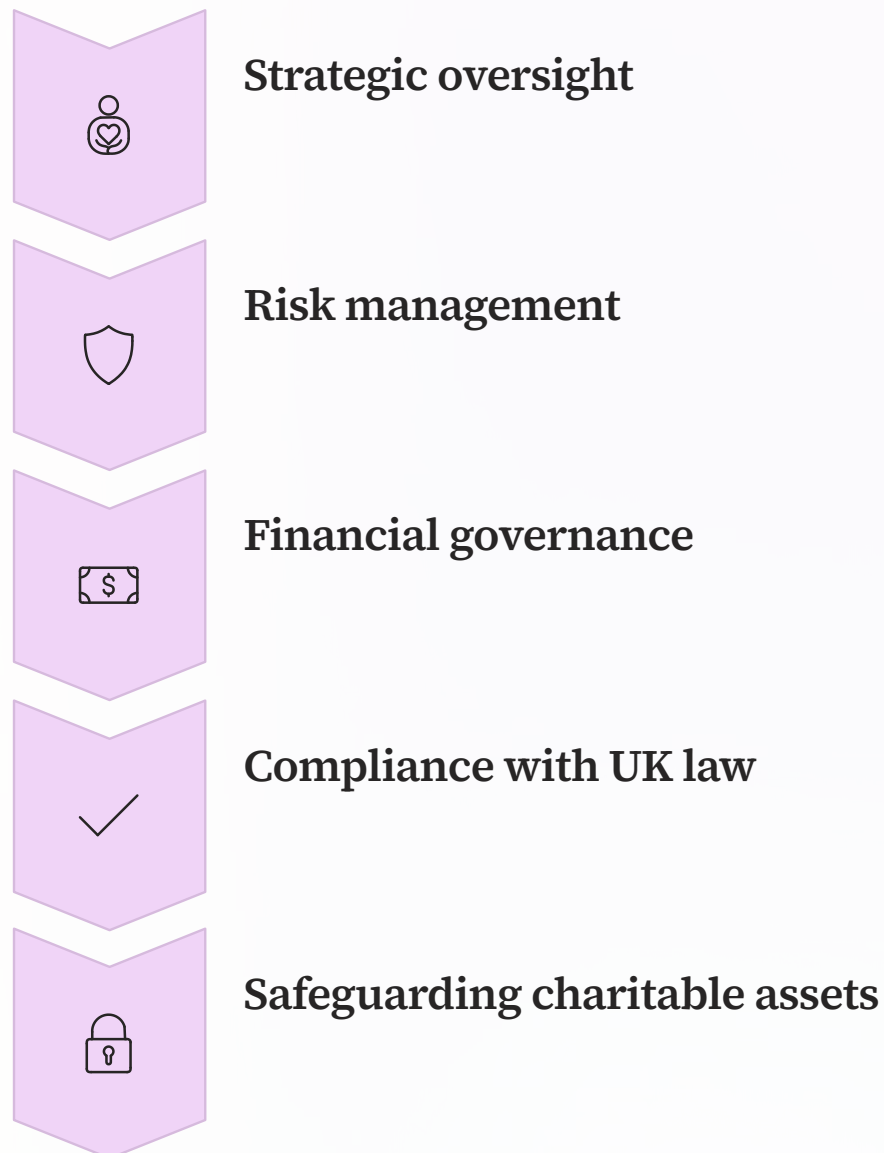 Strategic oversight
Risk management
$
Financial governance
Compliance with UK law
Safeguarding charitable assets